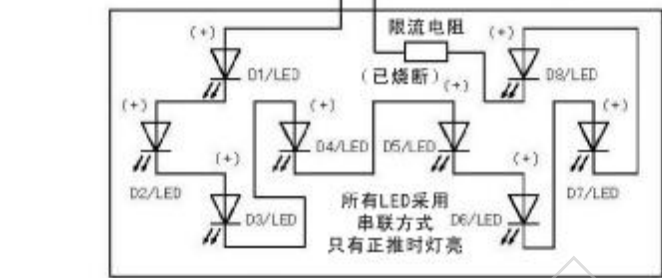 限流电阻
(+)
(+)
D1/LED
(已烧断)
(+)
D8/LED
(+)
(+)
(+)
D4/LED
D5/LED
(+)
(+)
D2/LED
D7/LED
D3/LED
所有LED采用
串联方式
D6/LED
只有正推时灯亮